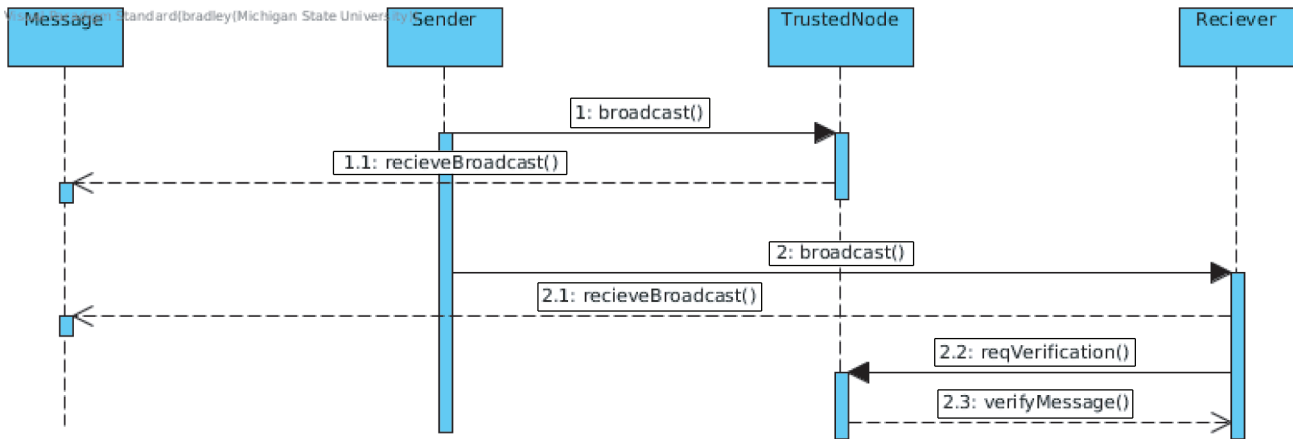 Standard(bradley(Michigan State University))
Message
Sender
TrustedNode
Reciever
1: broadcast()
1.1: recieveBroadcast()
2: broadcast()
2.1: recieveBroadcast()
2.2: reqVerification()
2.3: verifyMessage()